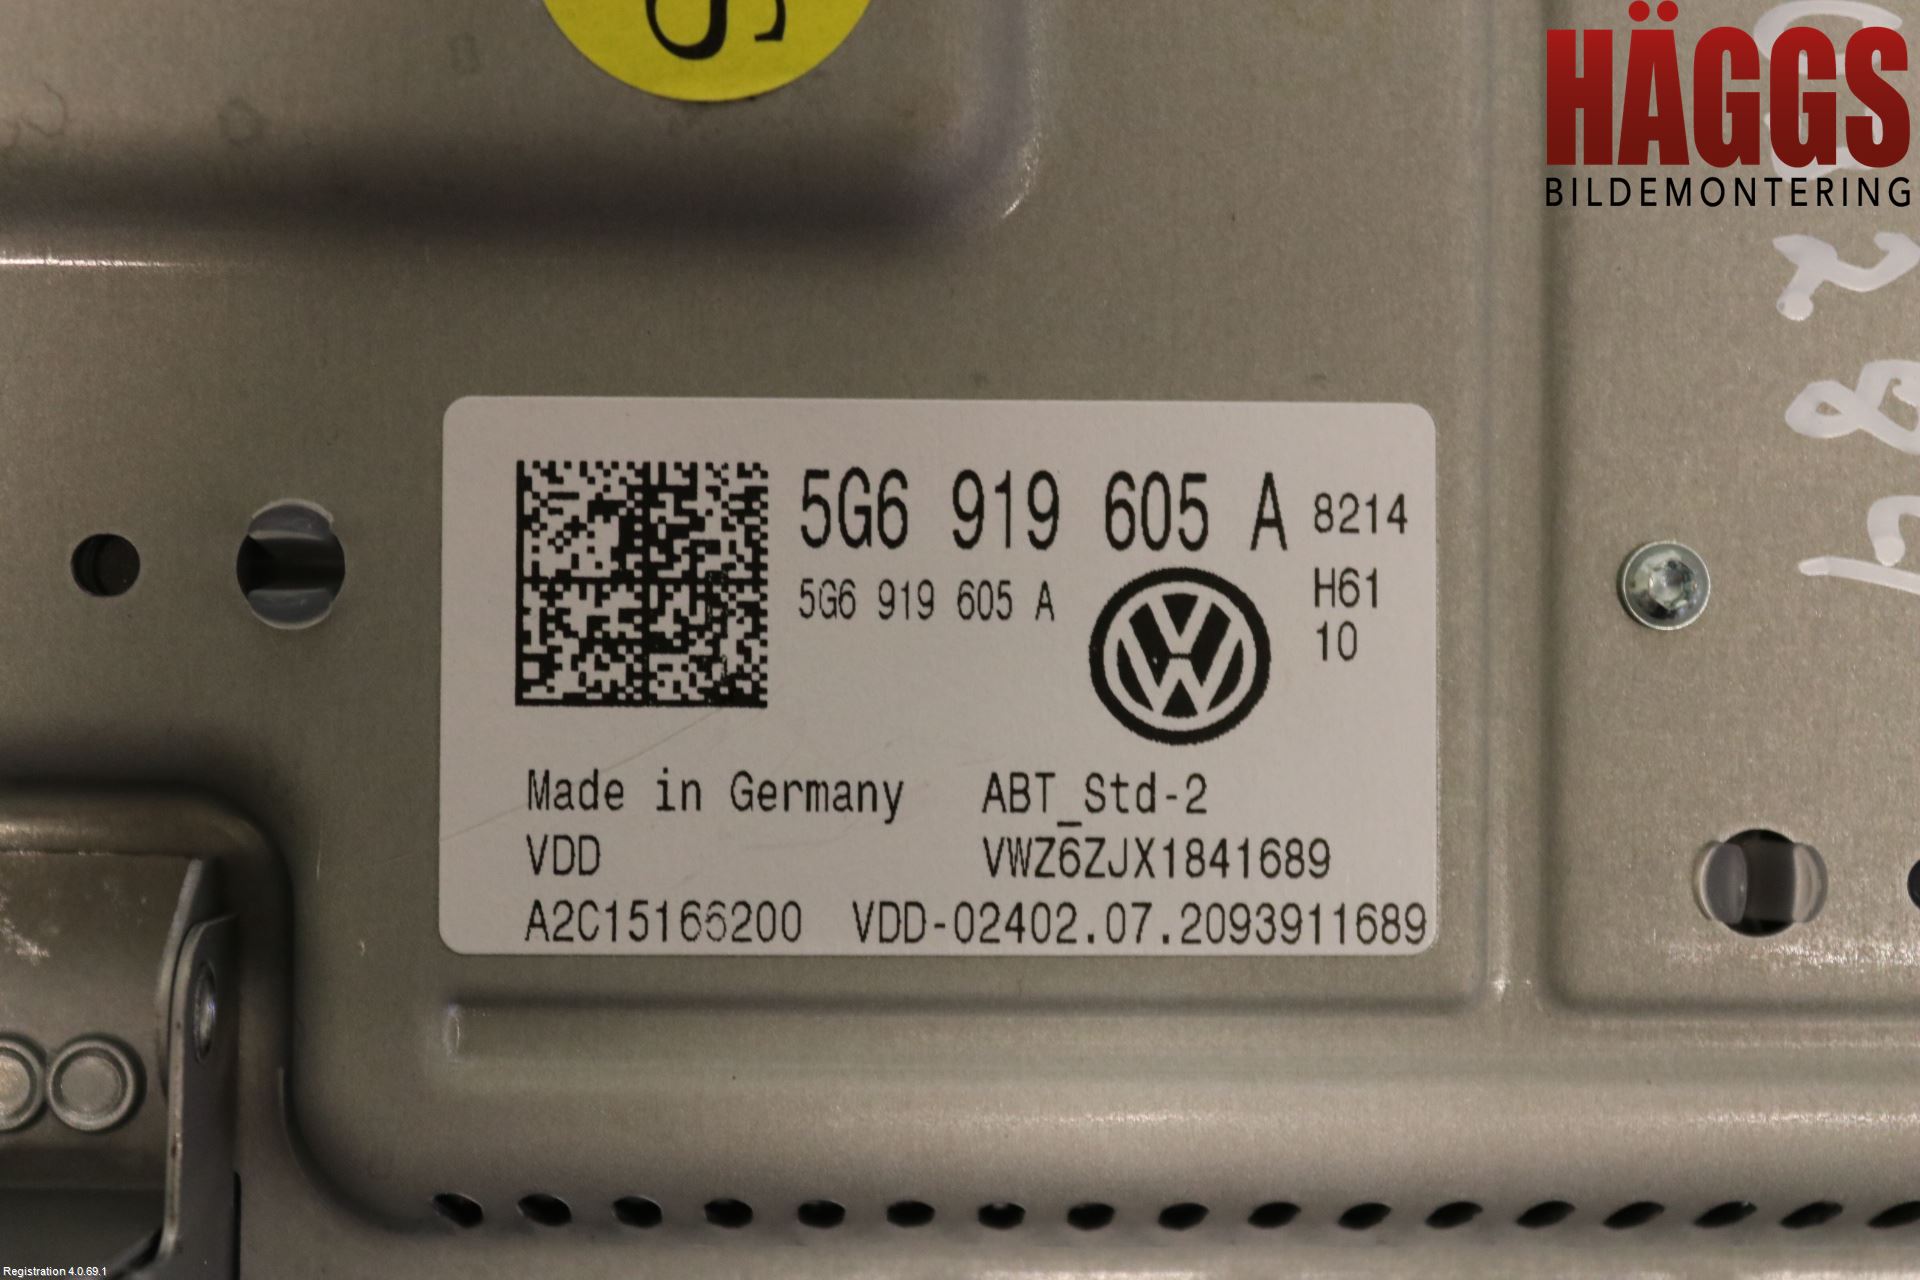 S
HÄGGS
BILDEMONTERING
284
5G6 919 605 A 8214
5G6 919 605 A H61
10
Made in Germany ABT_Std-2
VDD VWZ6ZJX1841689
A2C15166200 VDD-02402.07.2093911689
Registration 4.0.69.1